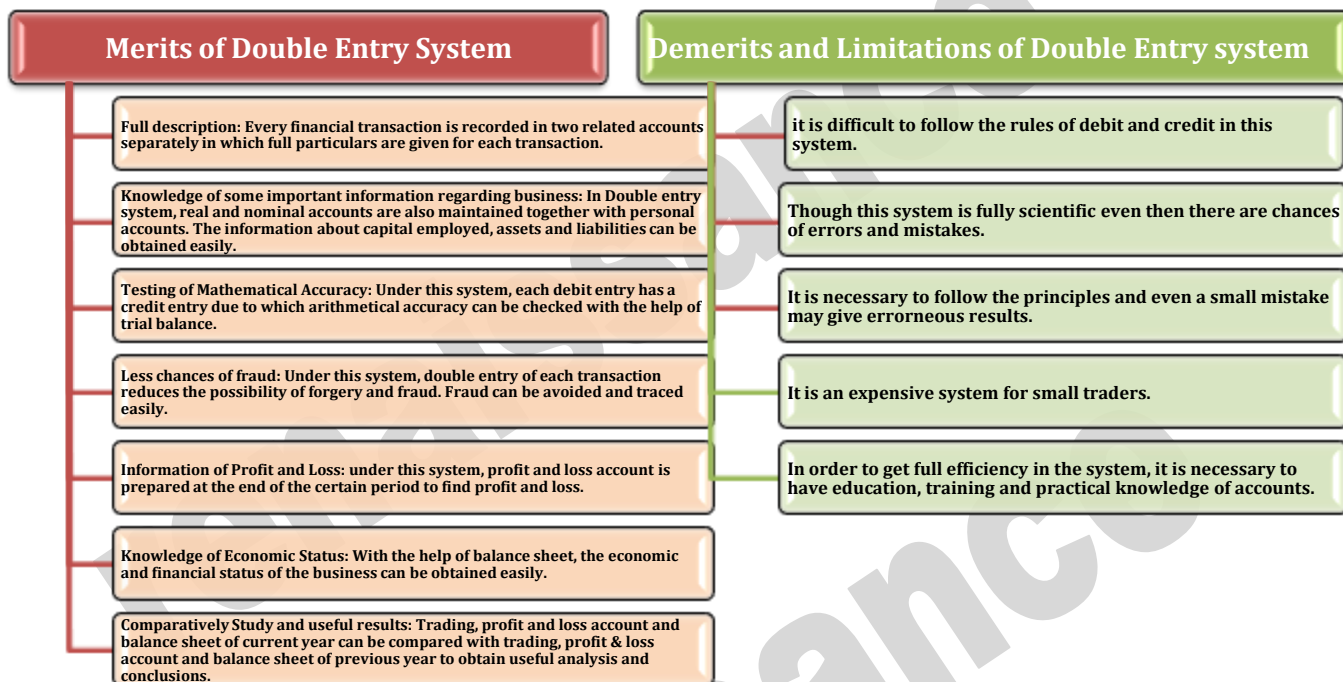 Merits of Double Entry System
Full description: Every financial transaction is recorded in two related accounts
separately in which full particulars are given for each transaction.
Knowledge of some important information regarding business: In Double entry
system, real and nominal accounts are also maintained together with personal
accounts. The information about capital employed, assets and liabilities can be
obtained easily.
Testing of Mathematical Accuracy: Under this system, each debit entry has a
credit entry due to which arithmetical accuracy can be checked with the help of
trial balance.
Less chances of fraud: Under this system, double entry of each transaction
reduces the possibility of forgery and fraud. Fraud can be avoided and traced
easily.
Information of Profit and Loss: under this system, profit and loss account is
prepared at the end of the certain period to find profit and loss.
Knowledge of Economic Status: With the help of balance sheet, the economic
and financial status of the business can be obtained easily.
Comparatively Study and useful results: Trading, profit and loss account and
balance sheet of current year can be compared with trading, profit & loss
account and balance sheet of previous year to obtain useful analysis and
conclusions.
Demerits and Limitations of Double Entry system
it is difficult to follow the rules of debit and credit in this
system.
Though this system is fully scientific even then there are chances
of errors and mistakes.
It is necessary to follow the principles and even a small mistake
may give errorneous results.
It is an expensive system for small traders.
In order to get full efficiency in the system, it is necessary to
have education, training and practical knowledge of accounts.